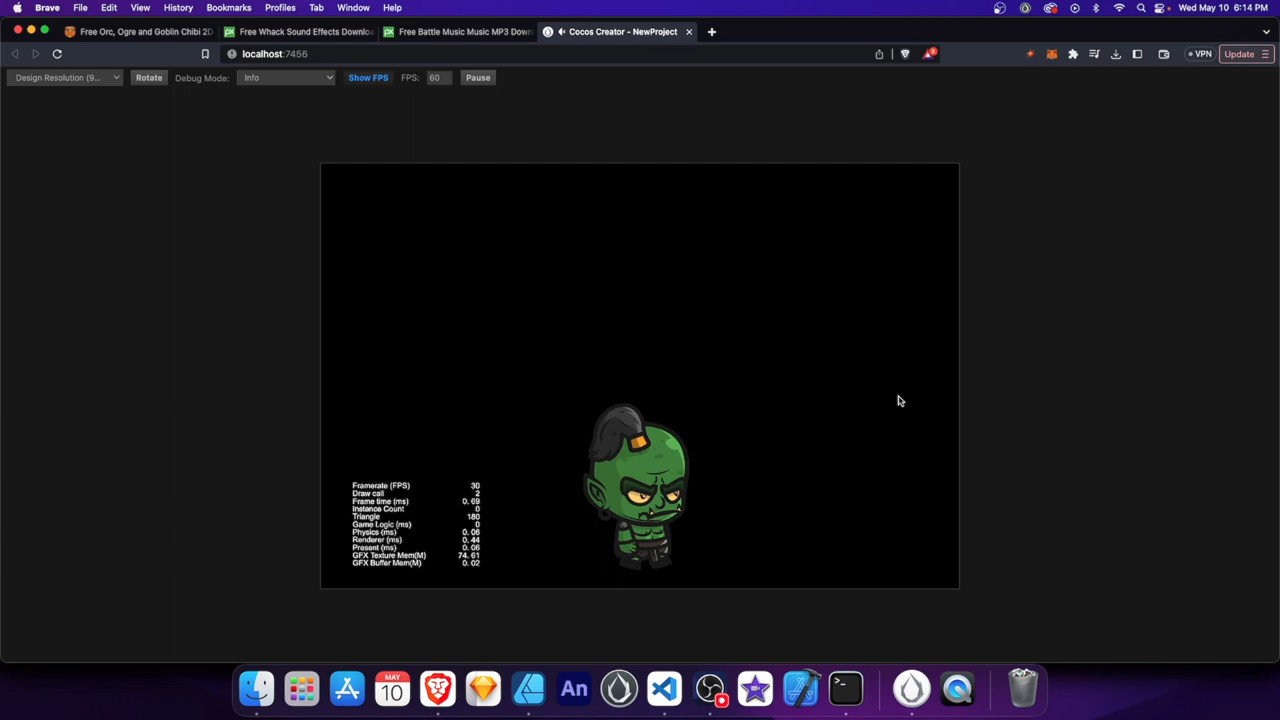 Brave File Edit View History Bookmarks Profiles Tab Window Help Wed May 10 6:14 PM
Free Orc, Ogre and Goblin Chibi 2D Free Whack Sound Effects Downlo Free Battle Music Music MP3 Down Cocos Creator - NewProject
localhost:7456 3 VPN Update
Design Resolution (9... Rotate Debug Mode: Info Show FPS FPS: 60 Pause
Framerate (FPS) 30
Draw call 2
Frame time (ms) 0.69
Instance Count 0
Triangle 180
Game Logic (ms) 0
Physics (ms) 0.06
Renderer (ms) 0.44
Present (ms) 0.06
GFX Texture Mem(M) 74.61
GFX Buffer Mem(M) 0.02
MAY
10
An
>_